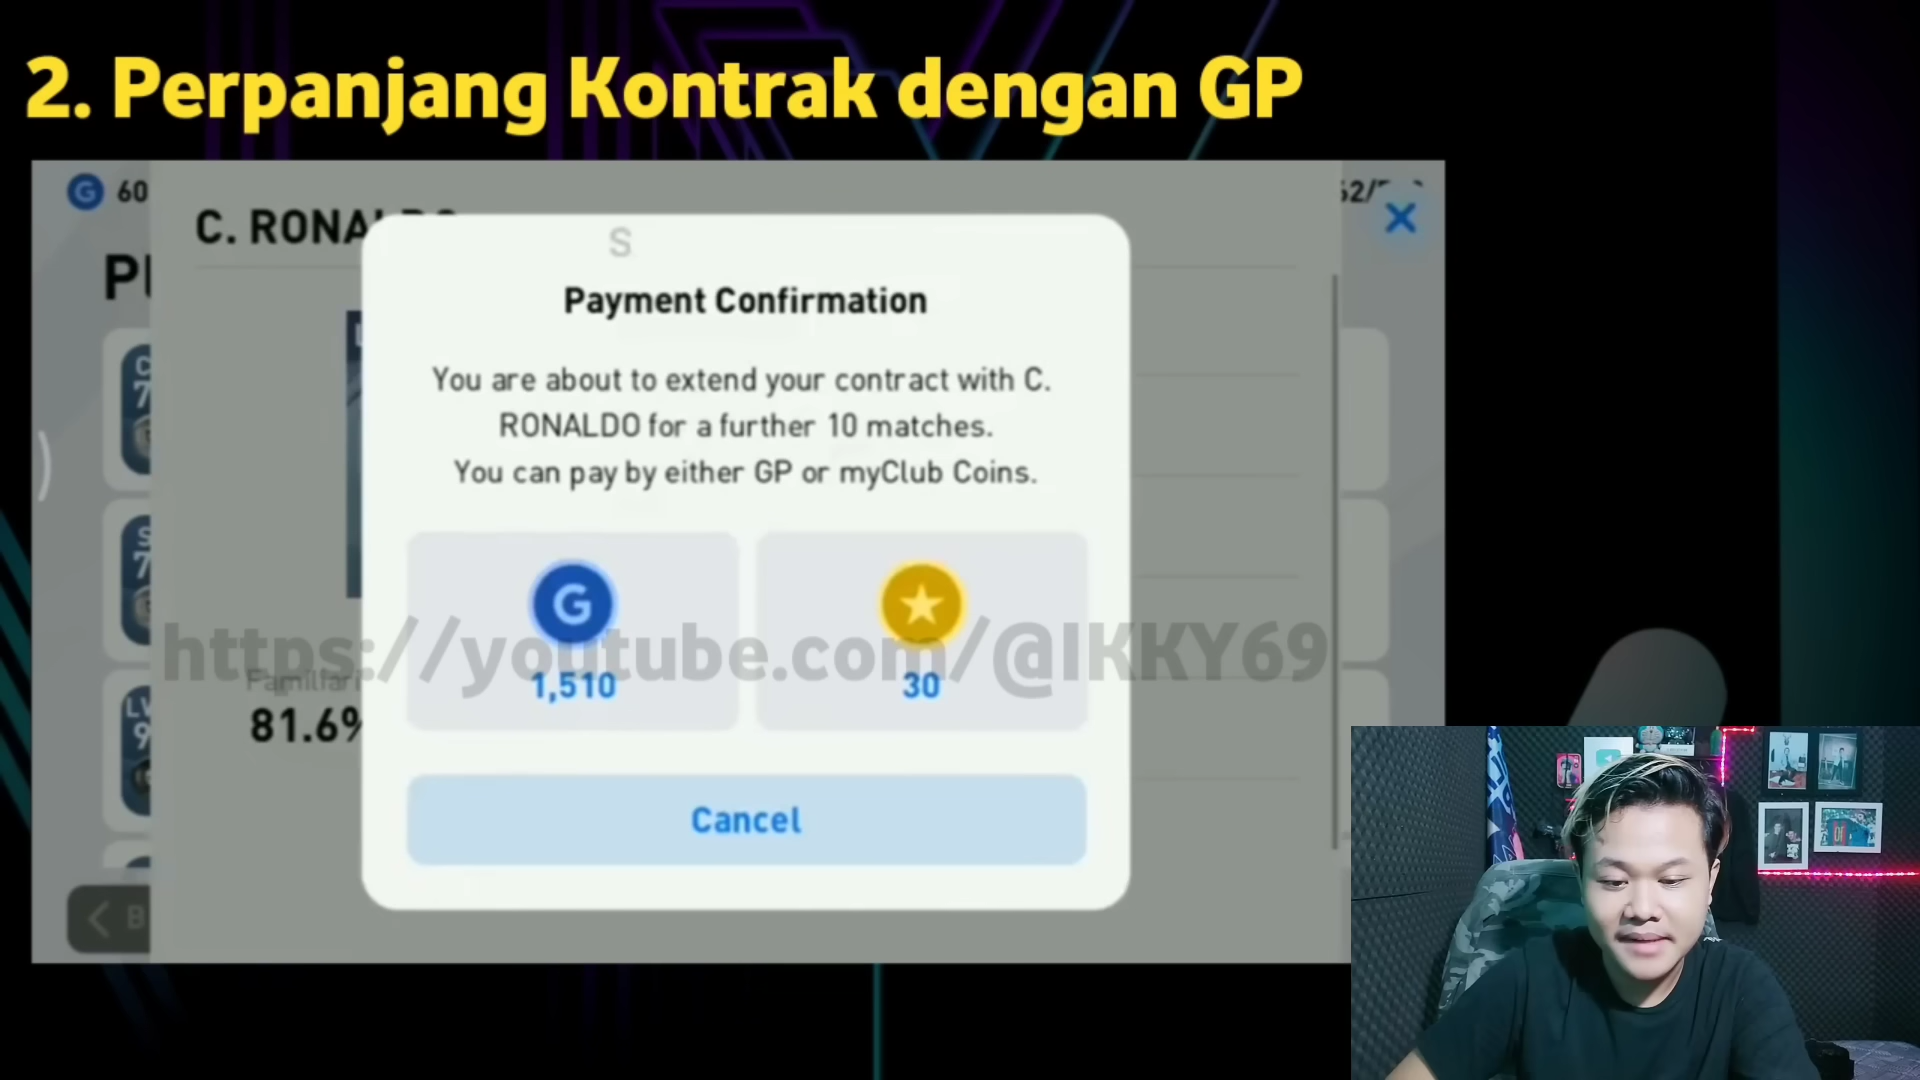 2. Perpanjang Kontrak dengan GP
G 60
C. RONA
S
Payment Confirmation
You are about to extend your contract with C.
RONALDO for a further 10 matches.
You can pay by either GP or myClub Coins.
G
https://youtube.com/@IKKY69
1,510
30
Familiari
81.6%
Cancel